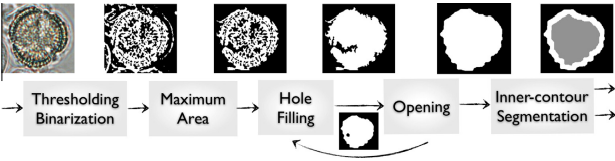 Thresholding
Binarization
Maximum
Area
Hole
Filling
Opening
Inner-contour
Segmentation